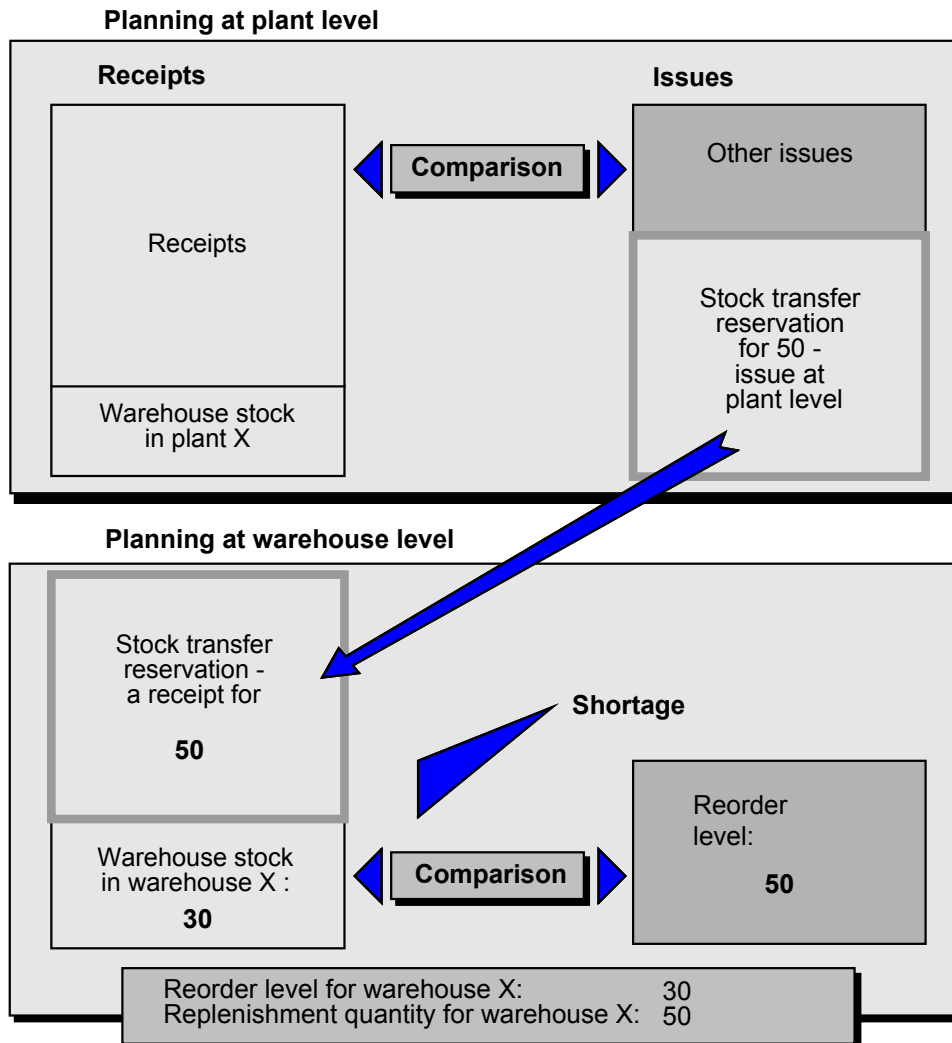 Planning at plant level
Receipts
Issues
Receipts
Warehouse stock
in plant X
Comparison
Other issues
Stock transfer
reservation
for 50 -
issue at
plant level
Planning at warehouse level
Stock transfer
reservation -
a receipt for
50
Warehouse stock
in warehouse X :
30
Shortage
Comparison
Reorder
level:
50
Reorder level for warehouse X: 30
Replenishment quantity for warehouse X: 50